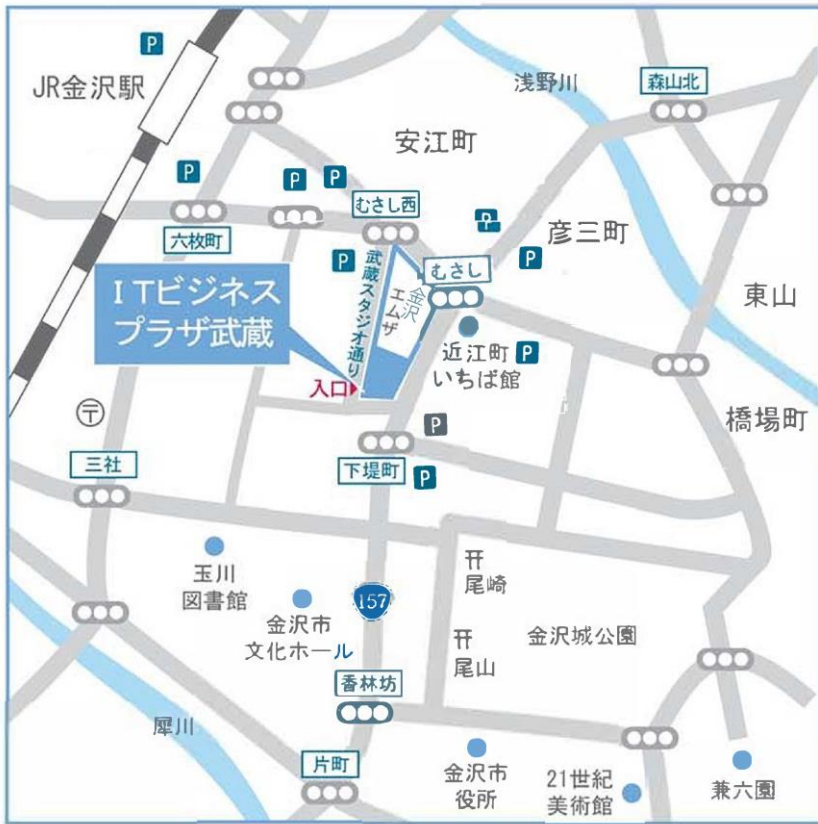 P
JR金沢駅
浅野川
森山北
安江町
P
P
P
むさし西
P
六枚町
彦三町
P
むさし
P
東山
ITビジネス
プラザ武蔵
武蔵スタジオ通り
金沢
エムザ
近江町
いちば館
P
入口
橋場町
〒
P
三社
下堤町
P
玉川
図書館
尾崎
157
金沢市
文化ホール
金沢城公園
尾山
香林坊
犀川
片町
金沢市
役所
21世紀
美術館
兼六園